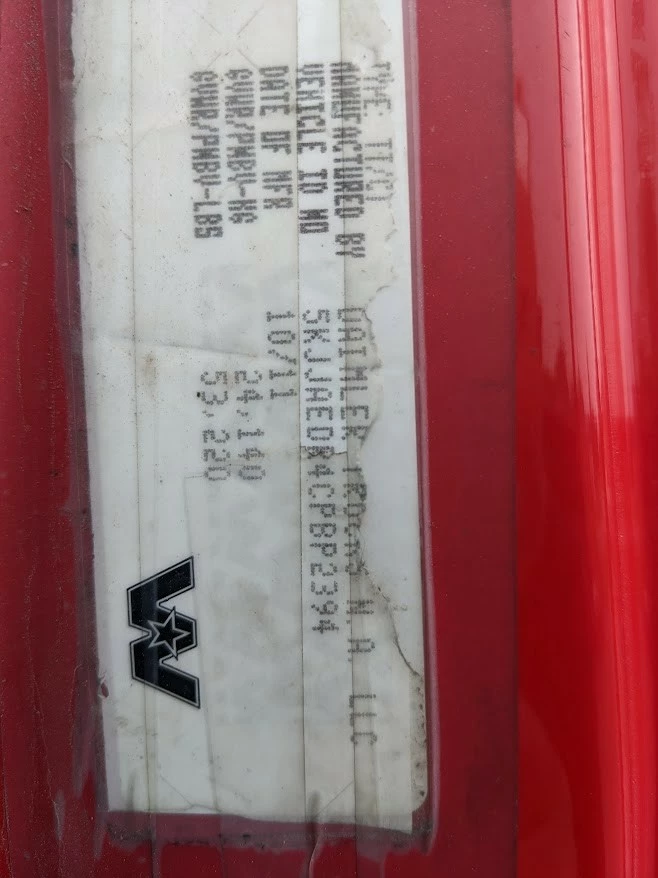 TYPE: TT/CT
MANUFACTURED BY DAIMLER TRUCKS N.A. LLC
VEHICLE ID NO 5KJJAEDR4CPBP2394
DATE OF MFR 10/11
GVWR/PNBV-KG 24,140
GVWR/PNBV-LBS 53,220